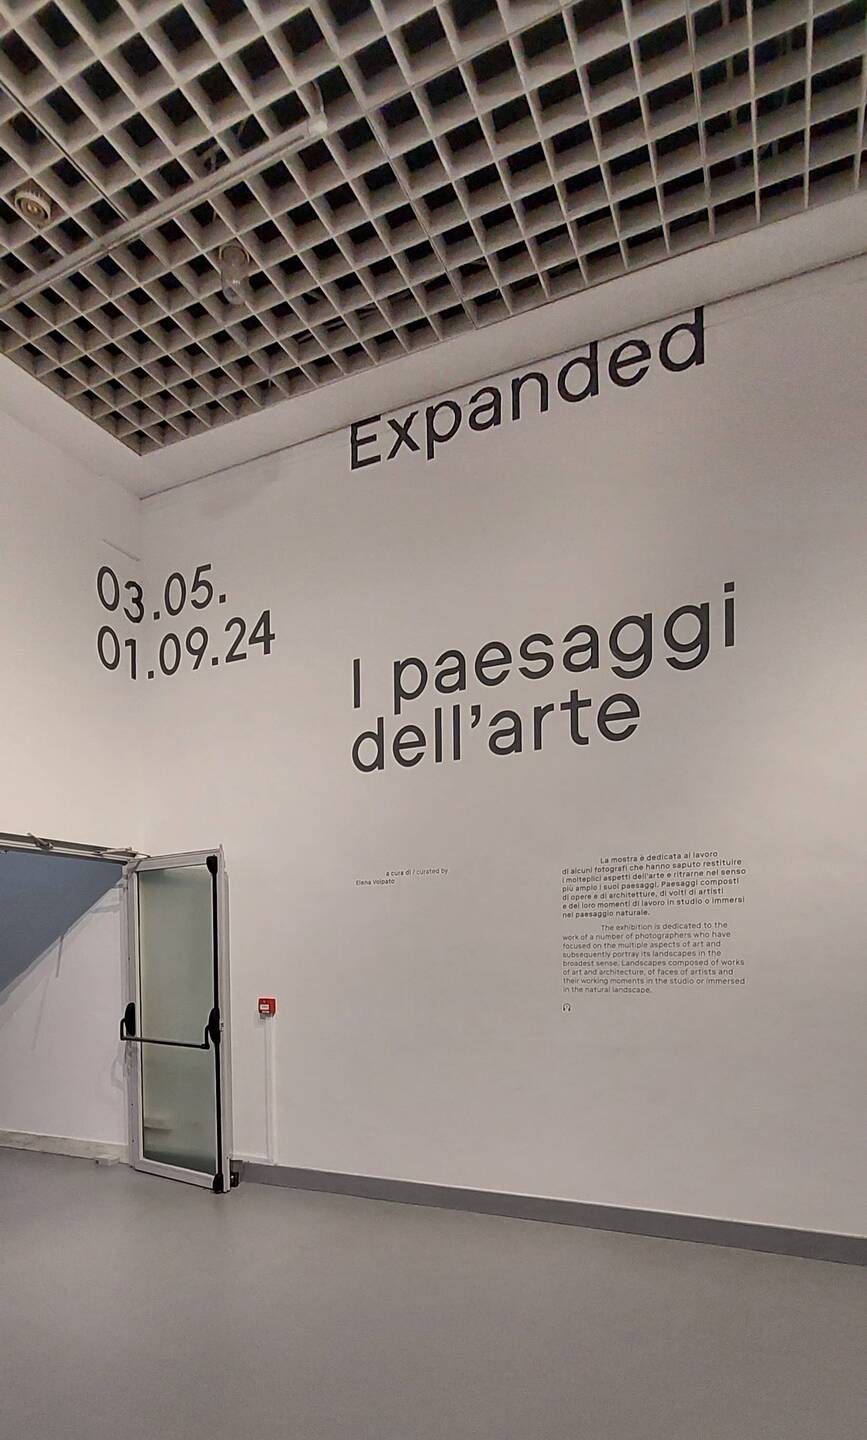 Expanded
03.05.
01.09.24
I paesaggi
dell'arte
a cura di / curated by
Elena Volpato
La mostra è dedicata al lavoro
di alcuni fotografi che hanno saputo restituire
i molteplici aspetti dell'arte e ritrarne nel senso
più ampio i suoi paesaggi. Paesaggi composti
di opere e di architetture, di volti di artisti
e dei loro momenti di lavoro in studio o immersi
nel paesaggio naturale.
The exhibition is dedicated to the
work of a number of photographers who have
focused on the multiple aspects of art and
subsequently portray its landscapes in the
broadest sense. Landscapes composed of works
of art and architecture, of faces of artists and
their working moments in the studio or immersed
in the natural landscape.